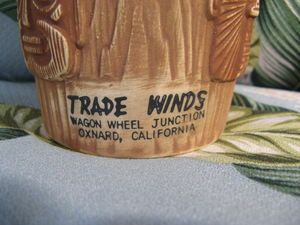 TRADE WINDS
WAGON WHEEL JUNCTION
OXNARD, CALIFORNIA